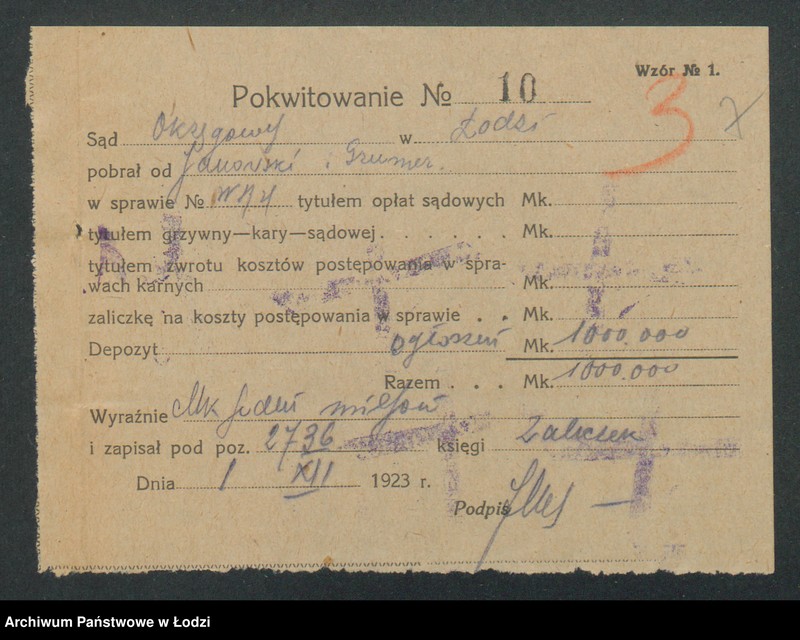 Wzór № 1.
Pokwitowanie № 10
3
Sąd Okręgowy w Łodzi
pobrał od Janowski i
w sprawie № tytułem opłat sądowych Mk.
tytułem grzywny—kary—sądowej . . . . . . Mk.
tytułem zwrotu kosztów postępowania w spra-
wach karnych Mk.
zaliczkę na koszty postępowania w sprawie . . Mk.
Depozyt ogłoszeń Mk. 1000.000
Razem . . . Mk. 1000.000
Wyraźnie Mk jeden miljon
i zapisał pod poz. 2736 księgi Zaliczek
Dnia 1 XII 1923 r.
Podpis
Archiwum Państwowe w Łodzi